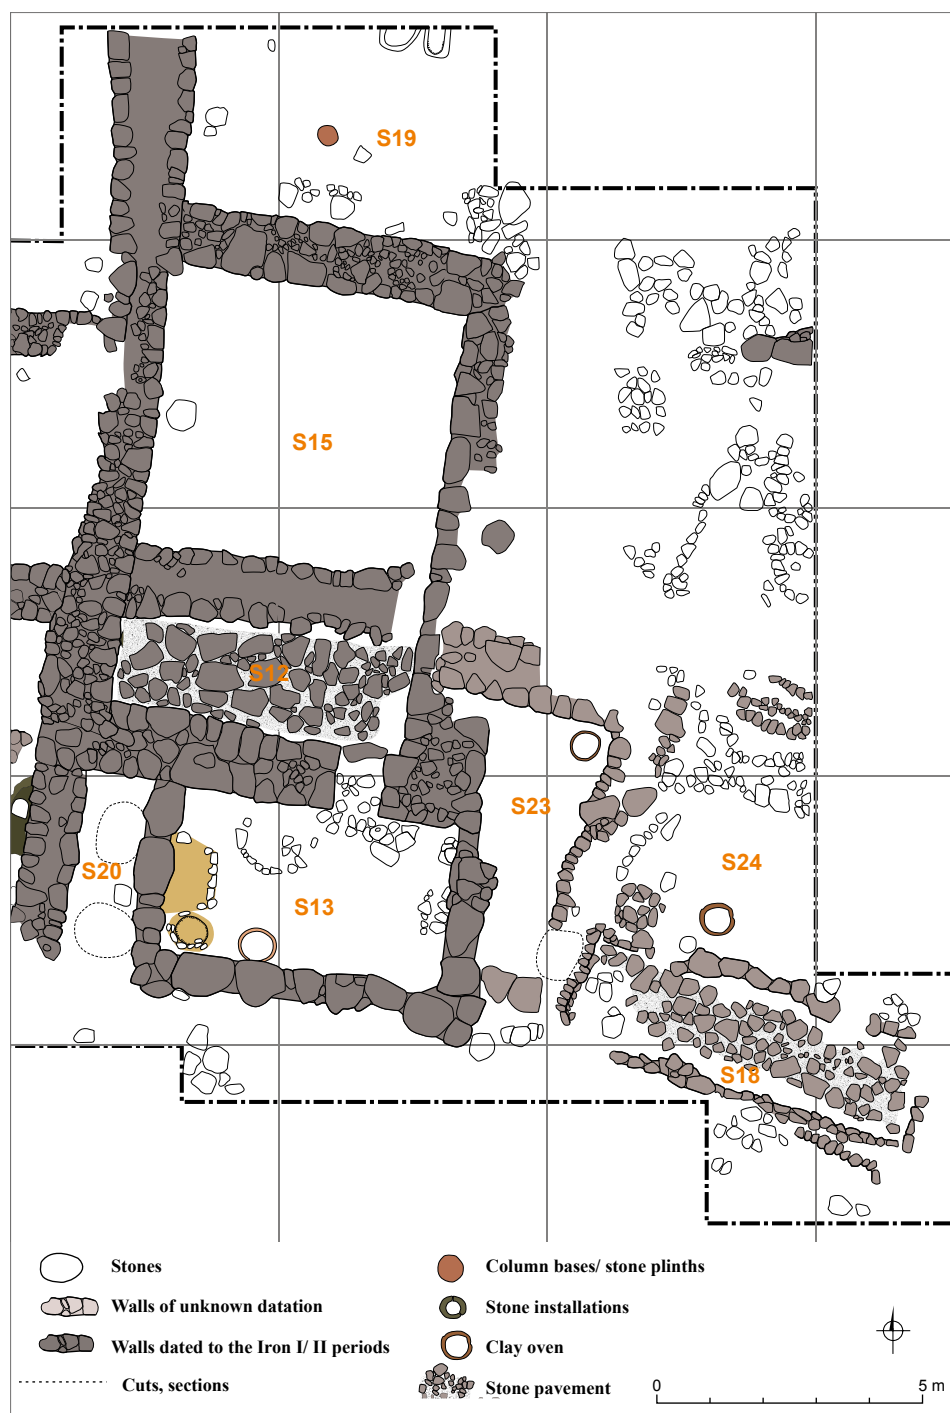 S19
S15
S12
S23
S24
S20
S13
S18
Stones
Column bases/ stone plinths
Walls of unknown datation
Stone installations
Walls dated to the Iron I/ II periods
Clay oven
Cuts, sections
Stone pavement
0 5 m